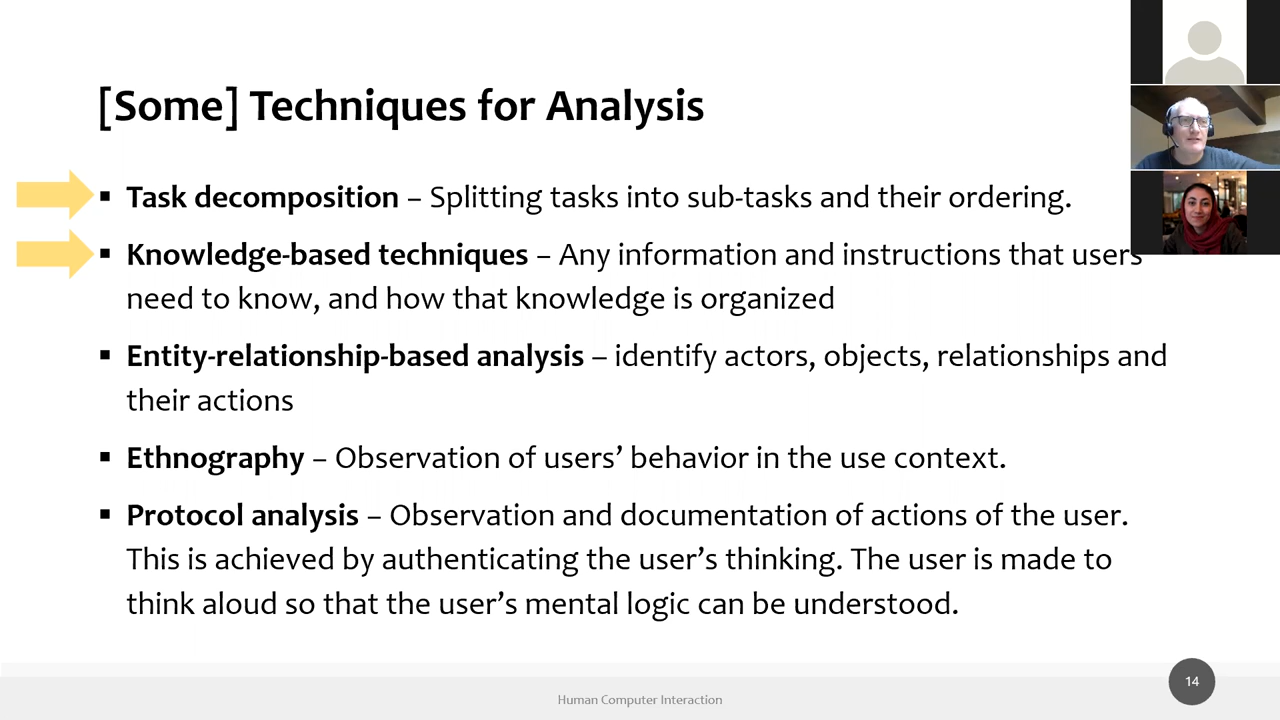 [Some] Techniques for Analysis
▪ Task decomposition – Splitting tasks into sub-tasks and their ordering.
▪ Knowledge-based techniques – Any information and instructions that users
need to know, and how that knowledge is organized
▪ Entity-relationship-based analysis – identify actors, objects, relationships and
their actions
▪ Ethnography – Observation of users’ behavior in the use context.
▪ Protocol analysis – Observation and documentation of actions of the user.
This is achieved by authenticating the user’s thinking. The user is made to
think aloud so that the user’s mental logic can be understood.
Human Computer Interaction
14